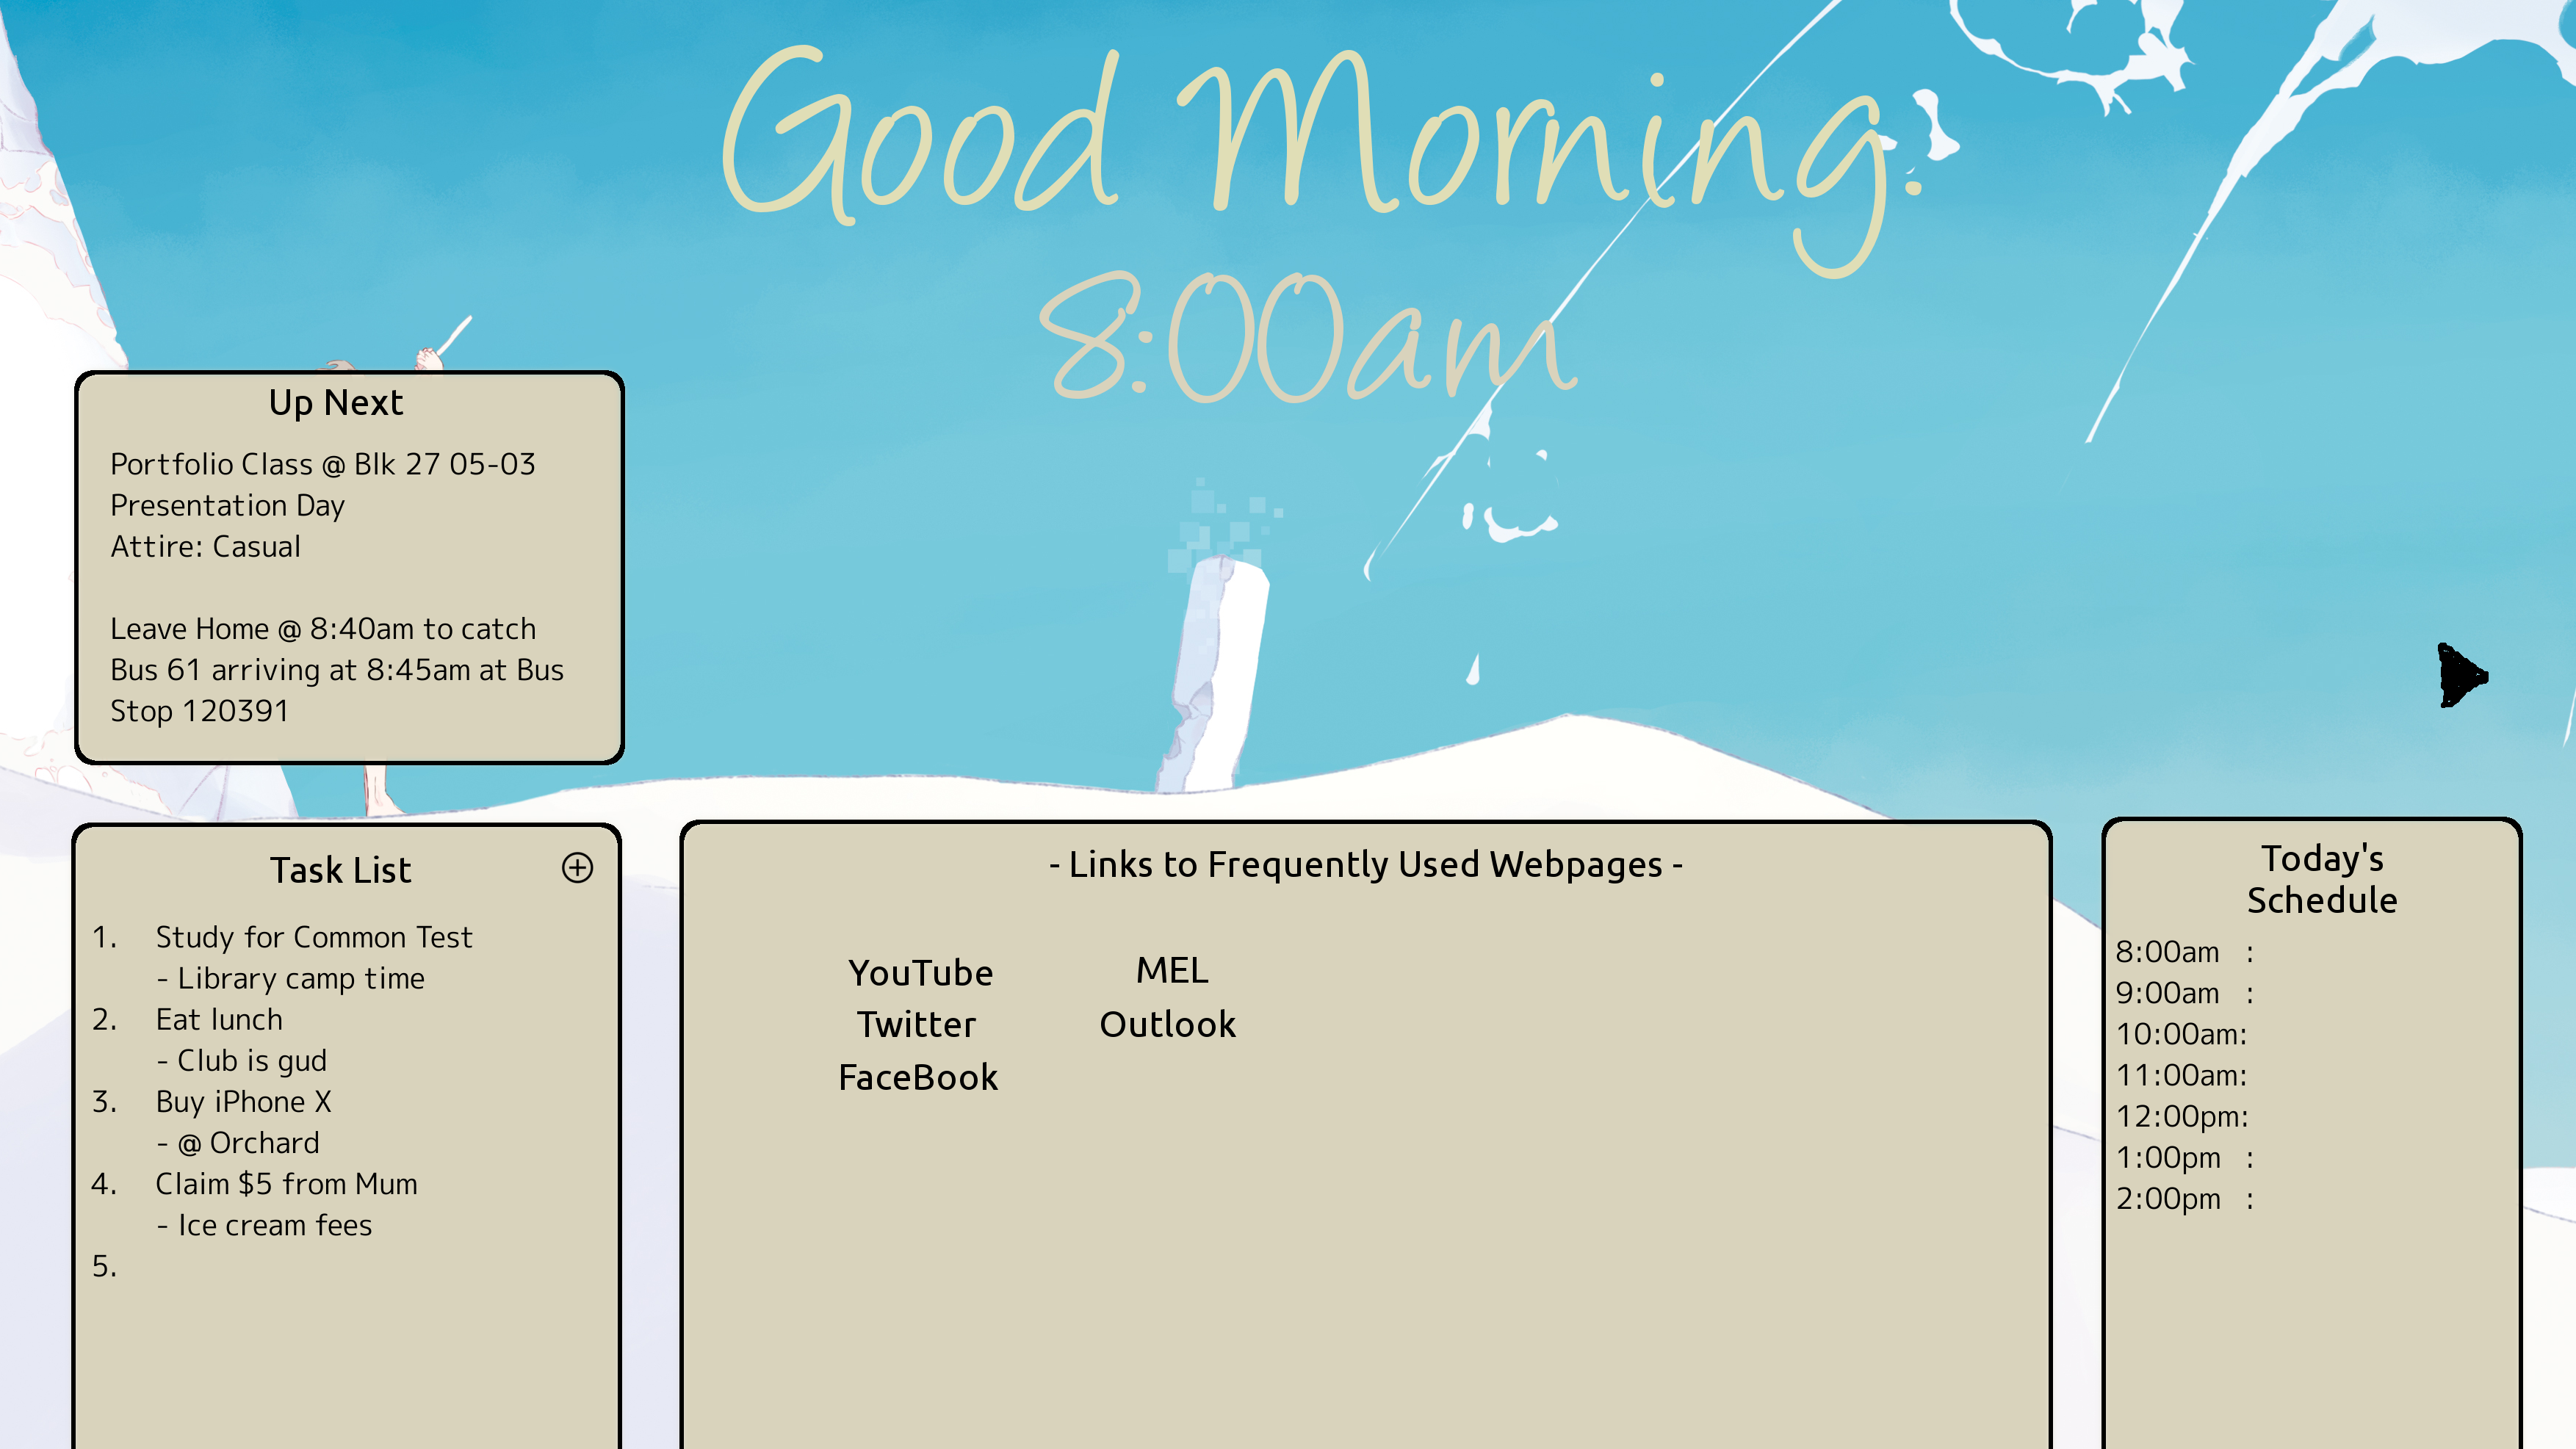 Good Morning.
8:00am
Up Next
Portfolio Class @ Blk 27 05-03
Presentation Day
Attire: Casual
Leave Home @ 8:40am to catch
Bus 61 arriving at 8:45am at Bus
Stop 120391
Task List
1. Study for Common Test
- Library camp time
2. Eat lunch
- Club is gud
3. Buy iPhone X
- @ Orchard
4. Claim $5 from Mum
- Ice cream fees
5.
- Links to Frequently Used Webpages -
YouTube
Twitter
FaceBook
MEL
Outlook
Today's
Schedule
8:00am :
9:00am :
10:00am:
11:00am:
12:00pm:
1:00pm :
2:00pm :